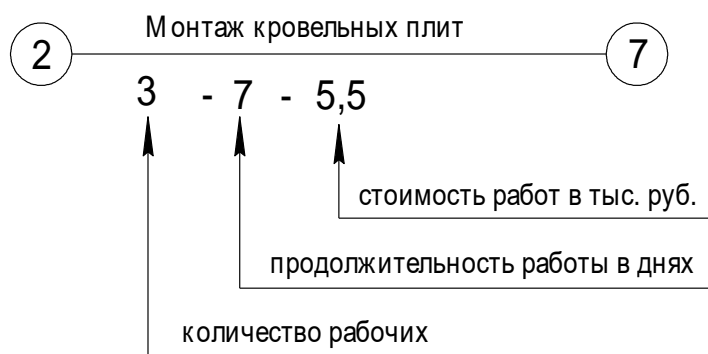 Монтаж кровельных плит
2 7
3 - 7 - 5,5
стоимость работ в тыс. руб.
продолжительность работы в днях
количество рабочих